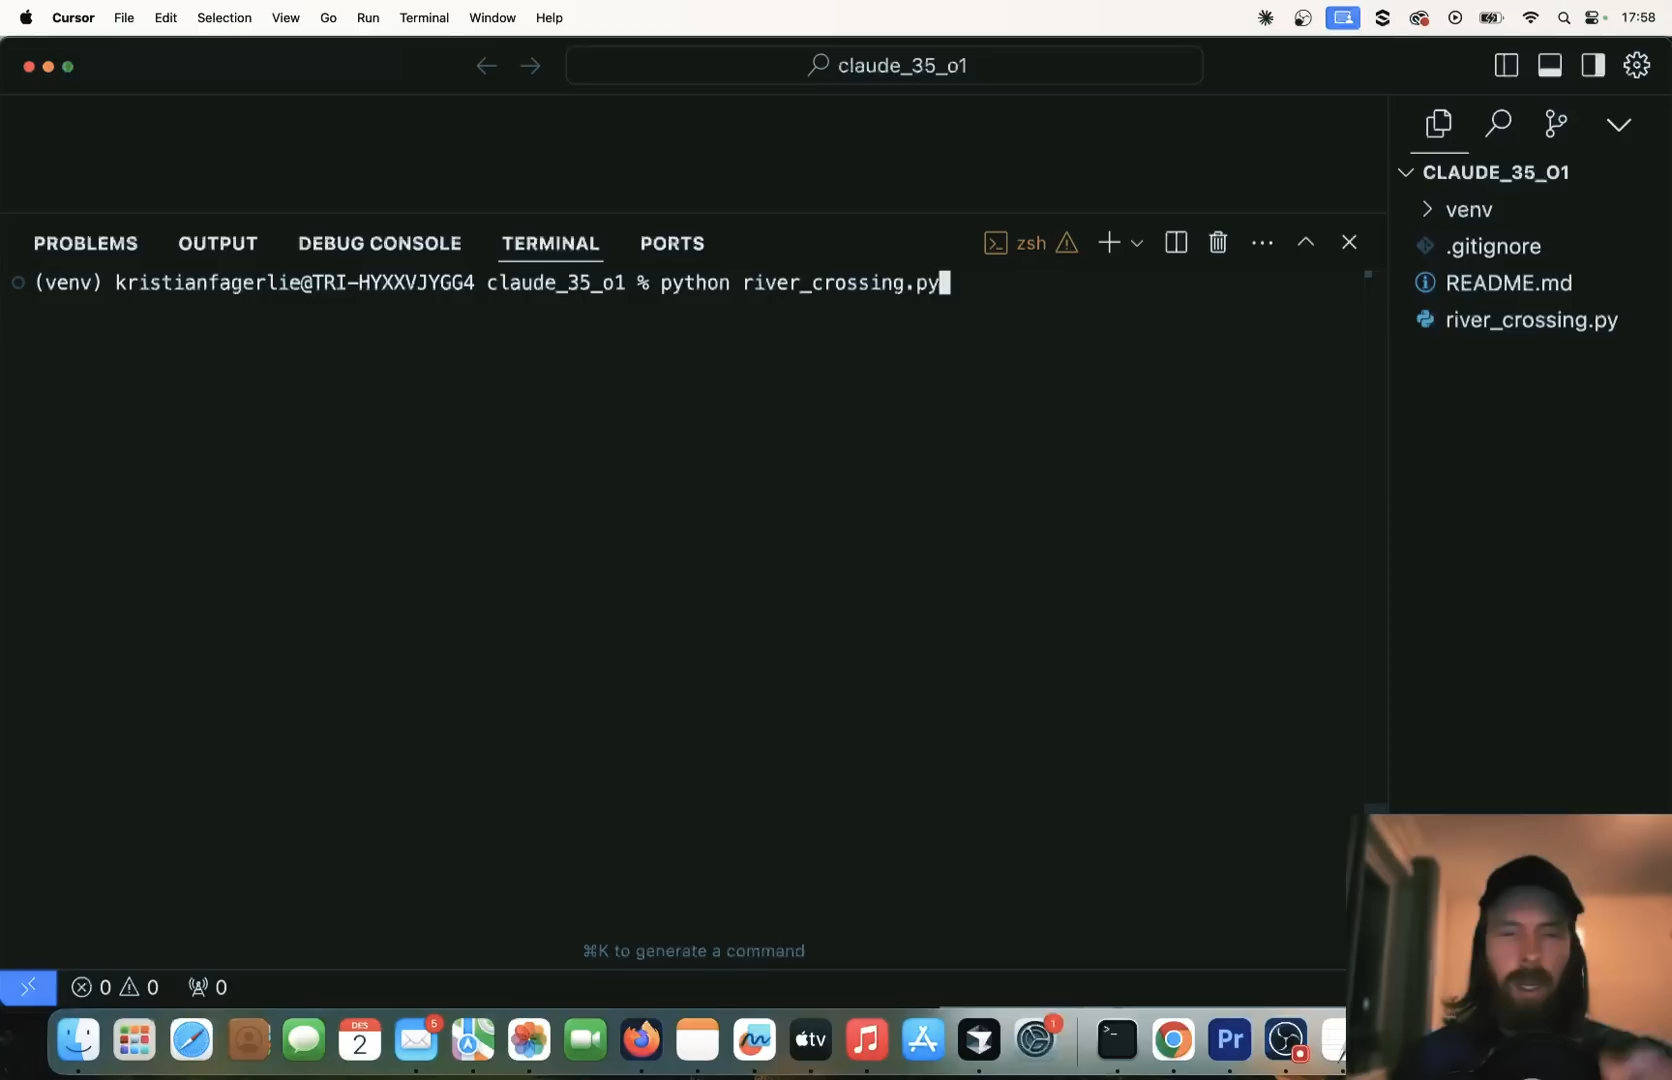 Cursor File Edit Selection View Go Run Terminal Window Help 17:58
claude_35_o1
CLAUDE_35_O1
venv
.gitignore
README.md
river_crossing.py
PROBLEMS OUTPUT DEBUG CONSOLE TERMINAL PORTS zsh
(venv) kristianfagerlie@TRI-HYXXVJYGG4 claude_35_o1 % python river_crossing.py
⌘K to generate a command
0 0 0
DES
2
5
tv
1
>_
Pr